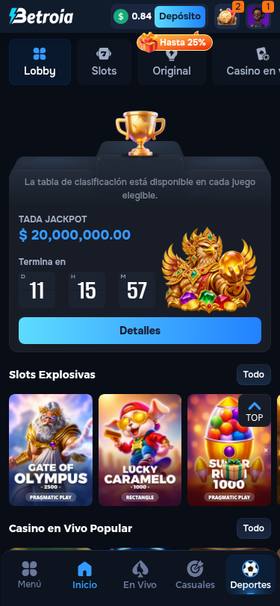 Betroia
$ 0.84 Depósito
2
1
Hasta 25%
Lobby
Slots
Original
Casino en
La tabla de clasificación está disponible en cada juego
elegible.
TADA JACKPOT
$ 20,000,000.00
Termina en
D
11
H
15
M
57
Detalles
Slots Explosivas
Todo
GATE OF
OLYMPUS
- 2500 -
PRAGMATIC PLAY
LUCKY
CARAMELO
- 1000 -
RECTANGLE
1000
PRAGMATIC PLAY
TOP
Casino en Vivo Popular
Todo
Menú
Inicio
En Vivo
Casuales
Deportes